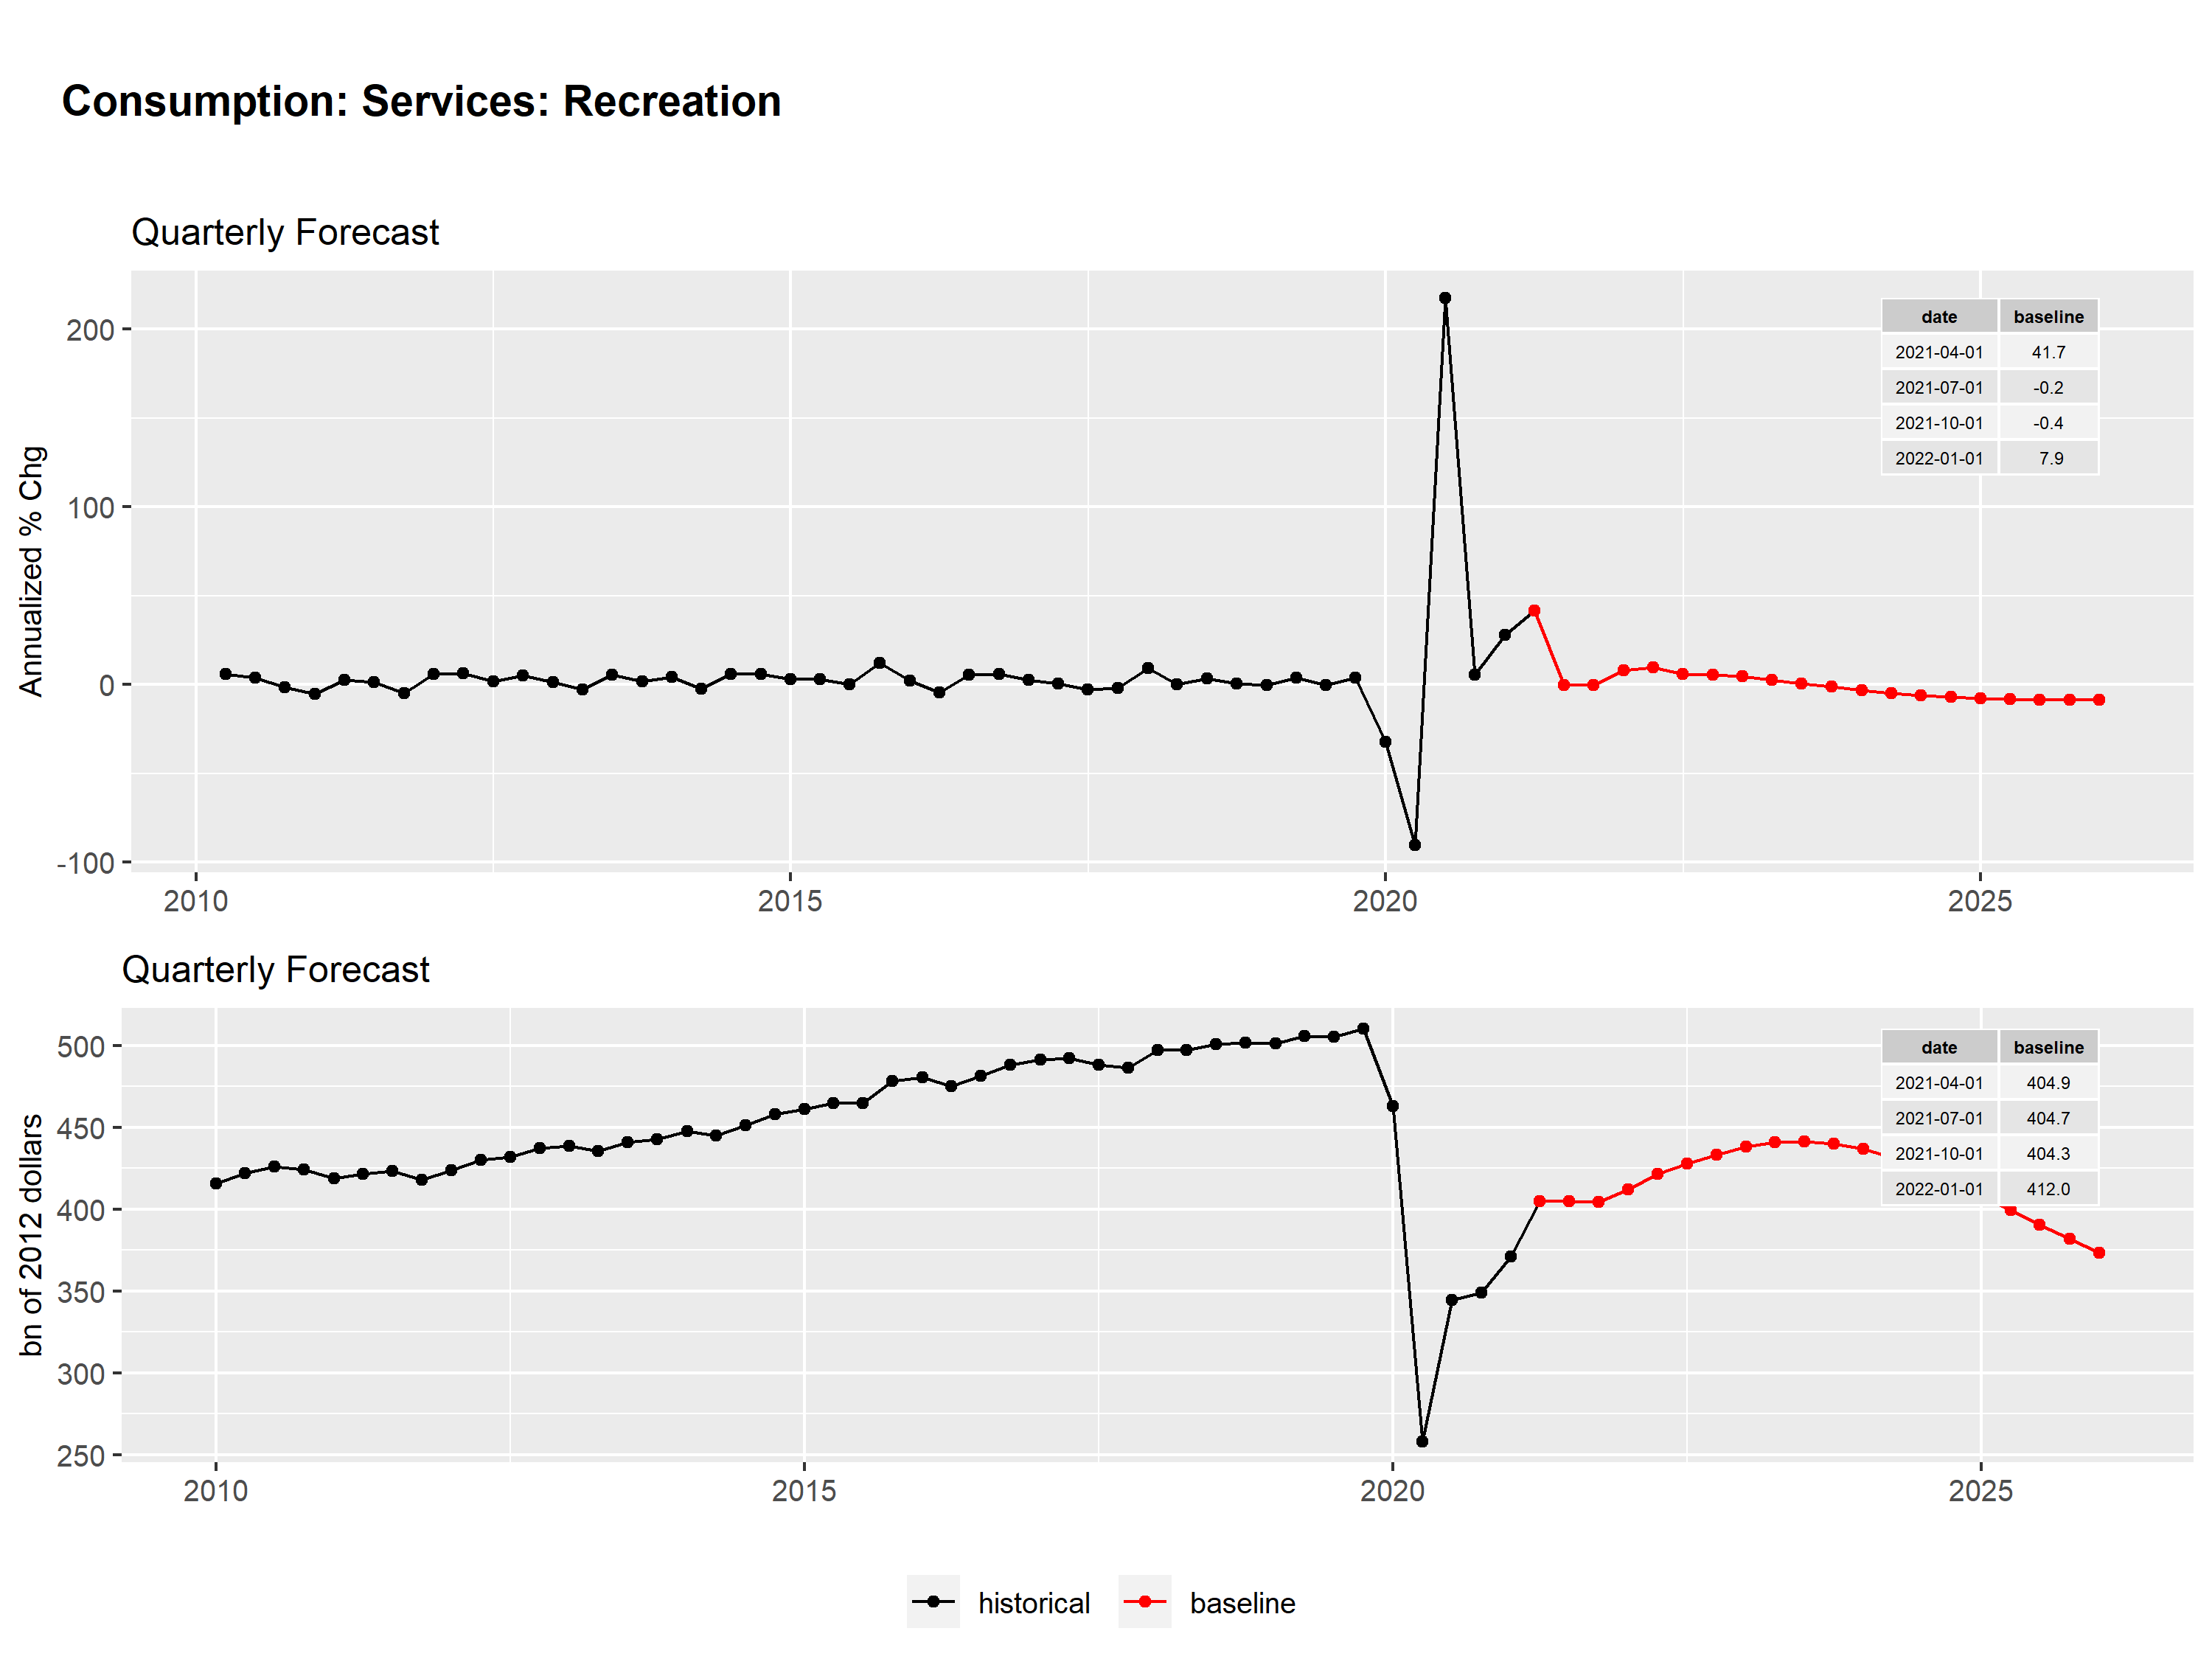 Consumption: Services: Recreation
Quarterly Forecast
Annualized % Chg
200
100
0
-100
date baseline
2021-04-01 41.7
2021-07-01 -0.2
2021-10-01 -0.4
2022-01-01 7.9
2010 2015 2020 2025
Quarterly Forecast
bn of 2012 dollars
500
450
400
350
300
250
date baseline
2021-04-01 404.9
2021-07-01 404.7
2021-10-01 404.3
2022-01-01 412.0
2010 2015 2020 2025
historical baseline